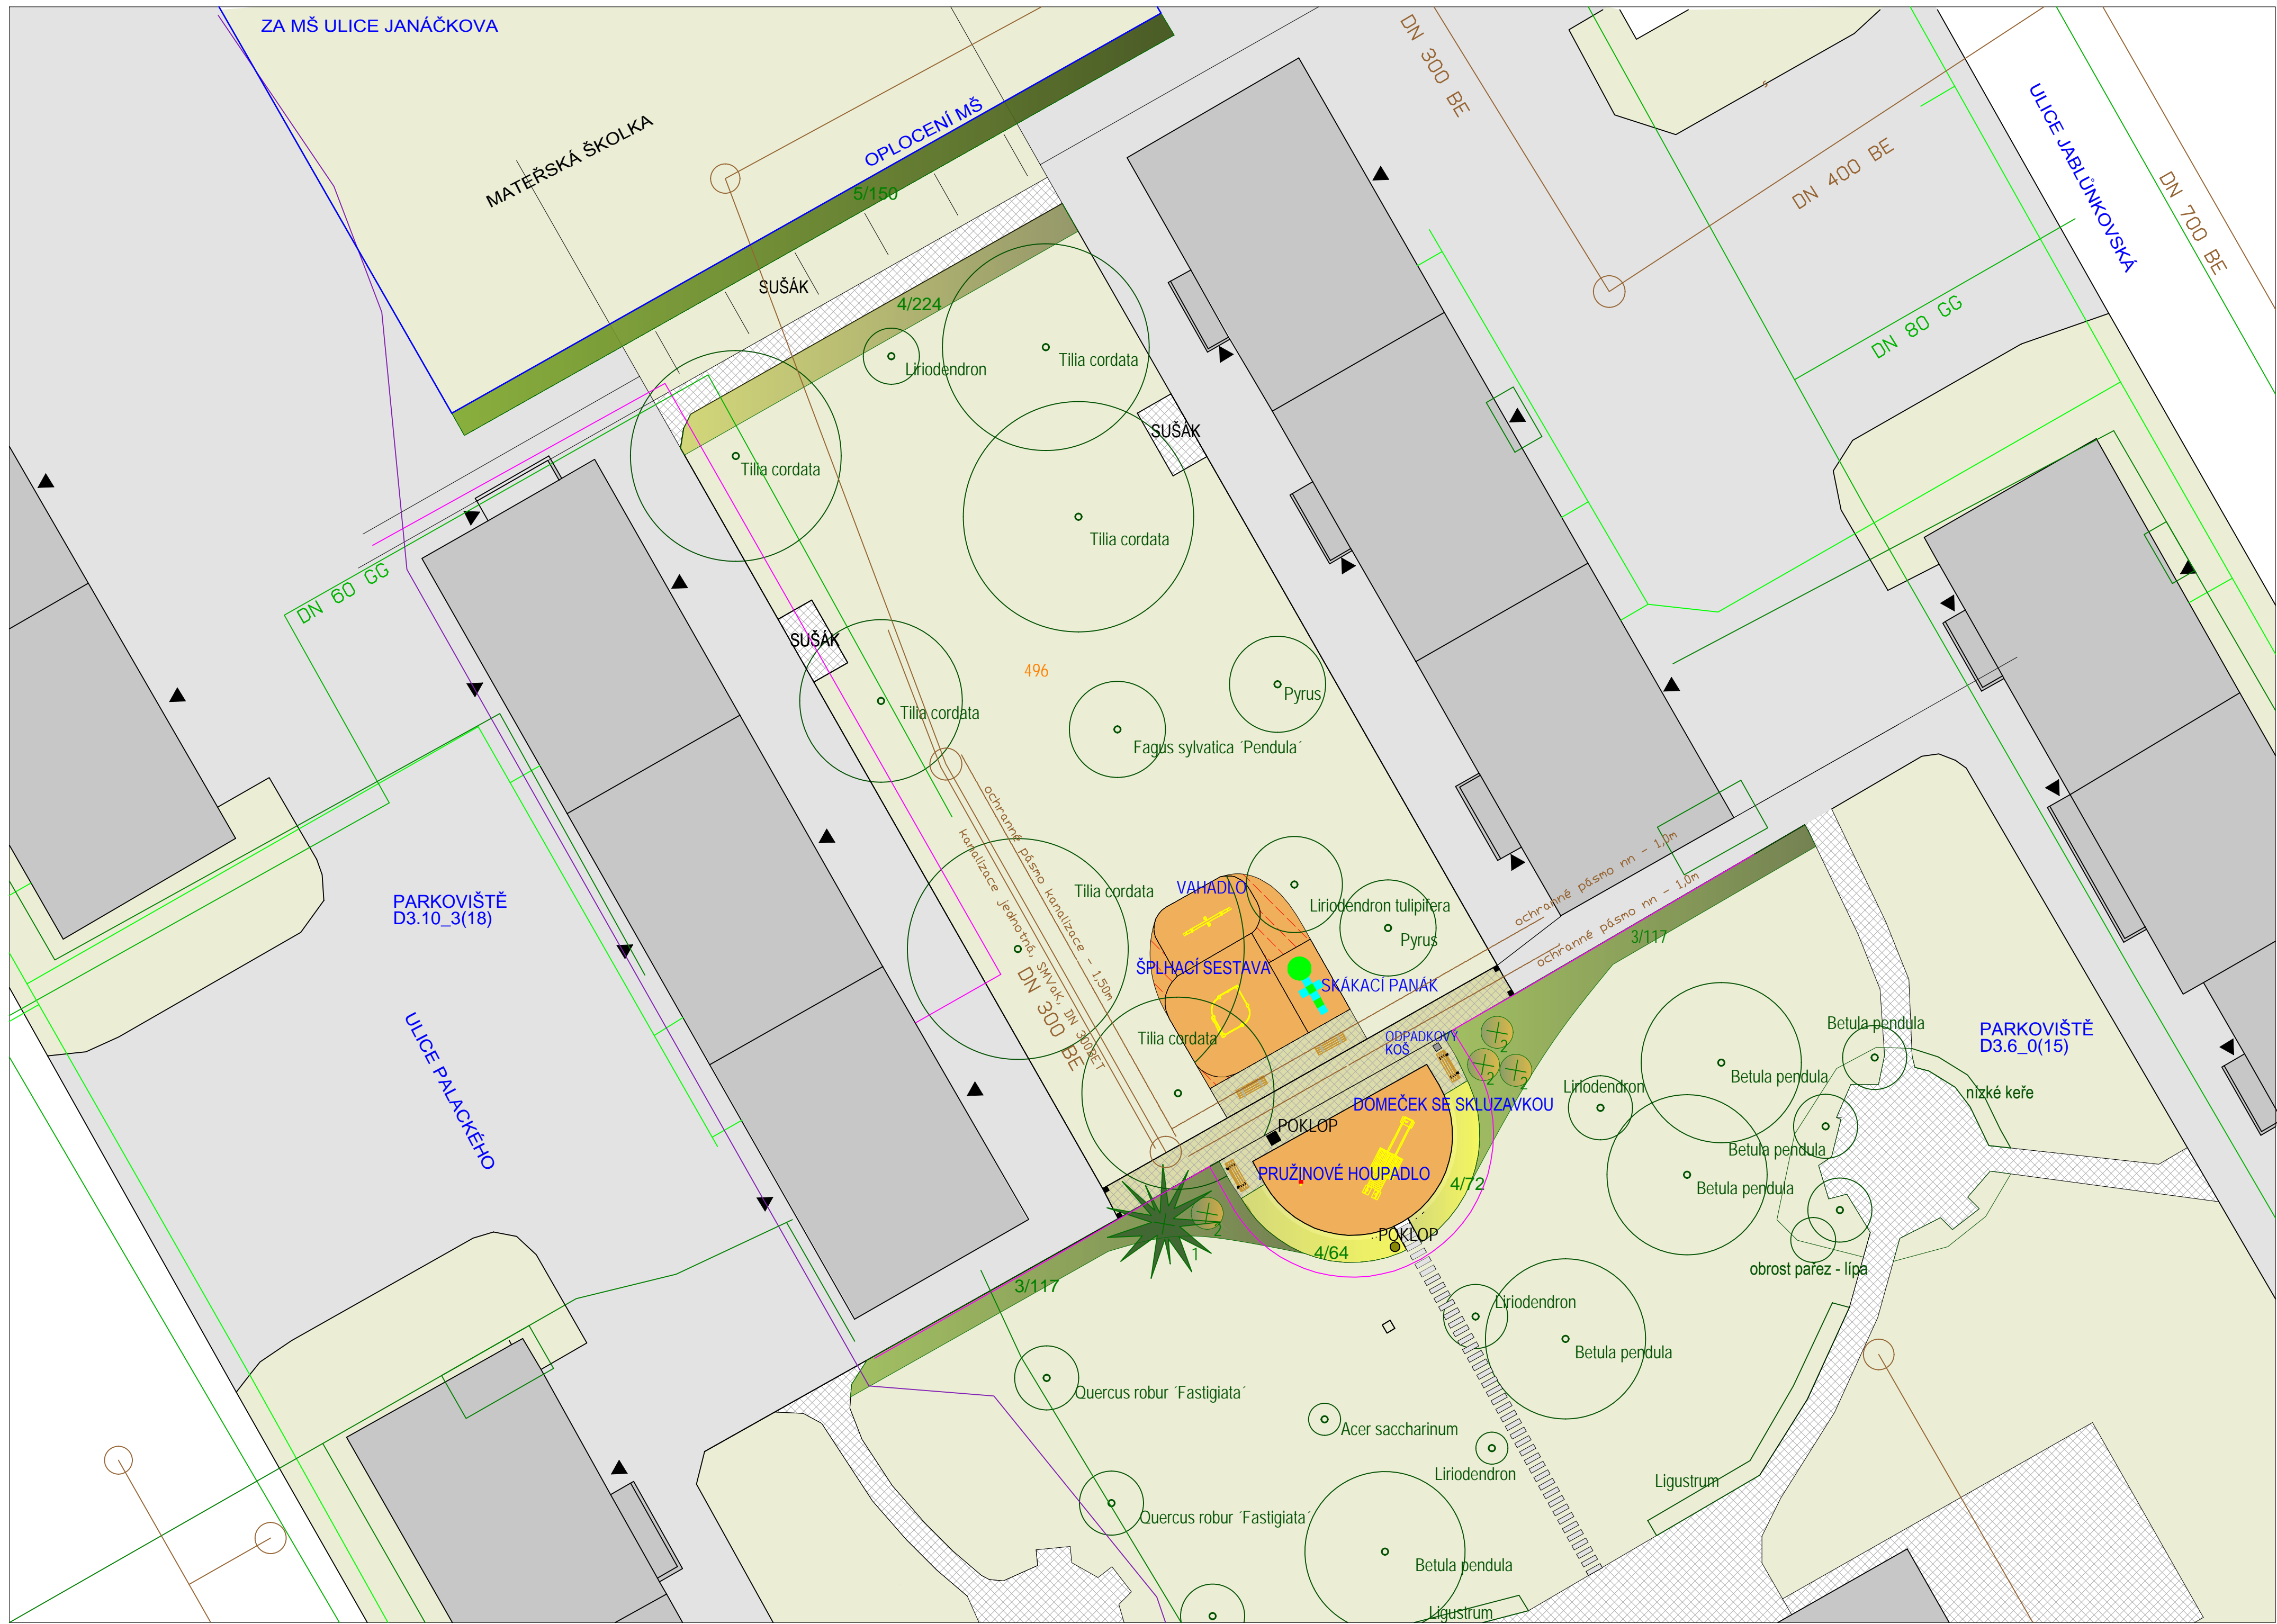 ZA MŠ ULICE JANÁČKOVA
MATEŘSKÁ ŠKOLKA
OPLOCENÍ MŠ
5/150
DN 300 BE
DN 400 BE
ULICE JABLŮNKOVSKÁ
DN 700 BE
s
SUŠÁK
4/224
Liriodendron
Tilia cordata
Tilia cordata
SUŠÁK
Tilia cordata
DN 80 GG
DN 60 GG
SUŠÁK
496
Tilia cordata
Pyrus
Fagus sylvatica ´Pendula´
ochranné pásmo kanalizace - 1,50m
kanalizace jednotná, SMVaK, DN 300BET
DN 300 BE
Tilia cordata
VAHADLO
Liriodendron tulipifera
Pyrus
ochranné pásmo nn - 1,0m
ochranné pásmo nn - 1,0m
3/117
PARKOVIŠTĚ
D3.10_3(18)
ŠPLHACÍ SESTAVA
SKÁKACÍ PANÁK
ULICE PALACKÉHO
Tilia cordata
ODPADKOVÝ
KOŠ
2
2
2
Betula pendula
PARKOVIŠTĚ
D3.6_0(15)
Betula pendula
Liriodendron
nízké keře
DOMEČEK SE SKLUZAVKOU
POKLOP
Betula pendula
PRUŽINOVÉ HOUPADLO
4/72
Betula pendula
2
1
POKLOP
4/64
obrost pařez - lípa
3/117
Liriodendron
Betula pendula
Quercus robur ´Fastigiata´
Acer saccharinum
Liriodendron
Ligustrum
Quercus robur ´Fastigiata´
Betula pendula
Ligustrum